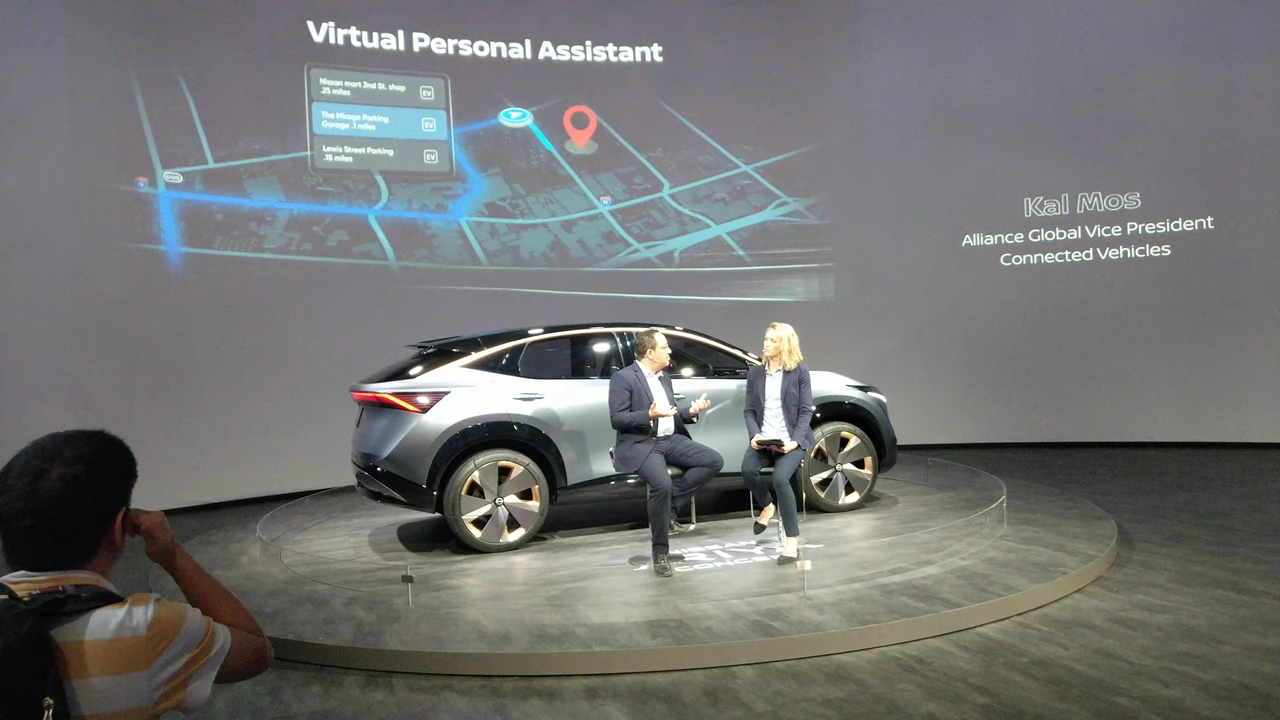 Virtual Personal Assistant
Nissan mart 2nd St. shop
.25 miles
EV
The Mirage Parking
Garage .1 miles
EV
Lewis Street Parking
.15 miles
EV
Kal Mos
Alliance Global Vice President
Connected Vehicles
CONCEPT